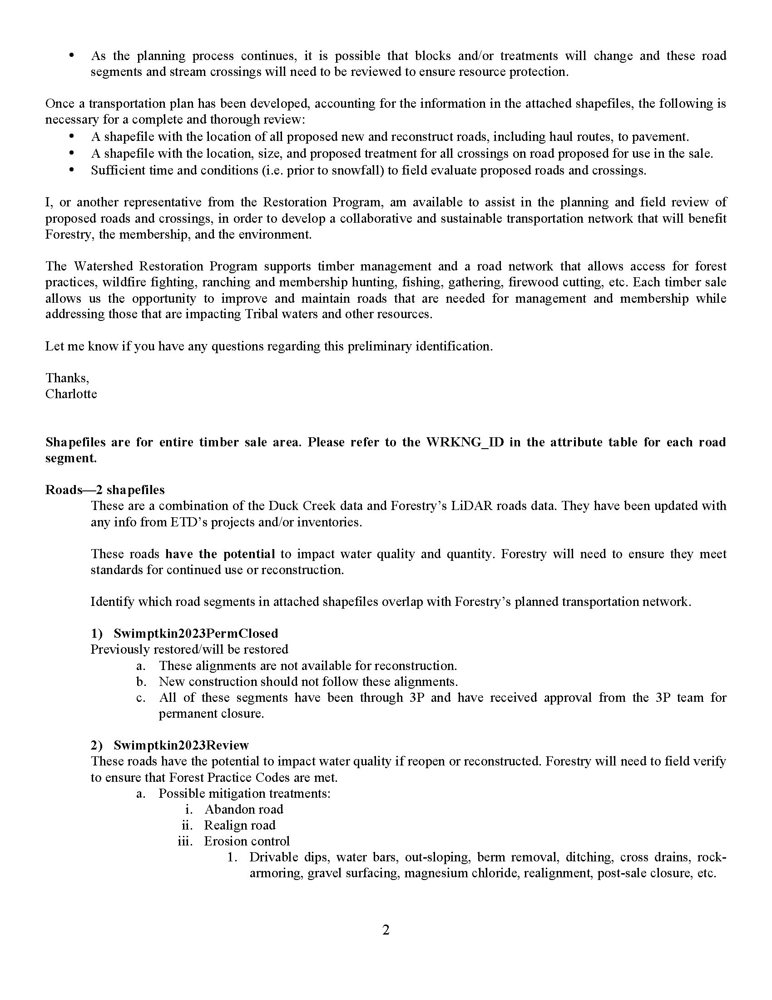 • As the planning process continues, it is possible that blocks and/or treatments will change and these road
segments and stream crossings will need to be reviewed to ensure resource protection.
Once a transportation plan has been developed, accounting for the information in the attached shapefiles, the following is
necessary for a complete and thorough review:
• A shapefile with the location of all proposed new and reconstruct roads, including haul routes, to pavement.
• A shapefile with the location, size, and proposed treatment for all crossings on road proposed for use in the sale.
• Sufficient time and conditions (i.e. prior to snowfall) to field evaluate proposed roads and crossings.
I, or another representative from the Restoration Program, am available to assist in the planning and field review of
proposed roads and crossings, in order to develop a collaborative and sustainable transportation network that will benefit
Forestry, the membership, and the environment.
The Watershed Restoration Program supports timber management and a road network that allows access for forest
practices, wildfire fighting, ranching and membership hunting, fishing, gathering, firewood cutting, etc. Each timber sale
allows us the opportunity to improve and maintain roads that are needed for management and membership while
addressing those that are impacting Tribal waters and other resources.
Let me know if you have any questions regarding this preliminary identification.
Thanks,
Charlotte
Shapefiles are for entire timber sale area. Please refer to the WRKNG_ID in the attribute table for each road
segment.
Roads—2 shapefiles
These are a combination of the Duck Creek data and Forestry's LiDAR roads data. They have been updated with
any info from ETD's projects and/or inventories.
These roads have the potential to impact water quality and quantity. Forestry will need to ensure they meet
standards for continued use or reconstruction.
Identify which road segments in attached shapefiles overlap with Forestry's planned transportation network.
1) Swimptkin2023PermClosed
Previously restored/will be restored
a. These alignments are not available for reconstruction.
b. New construction should not follow these alignments.
c. All of these segments have been through 3P and have received approval from the 3P team for
permanent closure.
2) Swimptkin2023Review
These roads have the potential to impact water quality if reopen or reconstructed. Forestry will need to field verify
to ensure that Forest Practice Codes are met.
a. Possible mitigation treatments:
i. Abandon road
ii. Realign road
iii. Erosion control
1. Drivable dips, water bars, out-sloping, berm removal, ditching, cross drains, rock-
armoring, gravel surfacing, magnesium chloride, realignment, post-sale closure, etc.
2